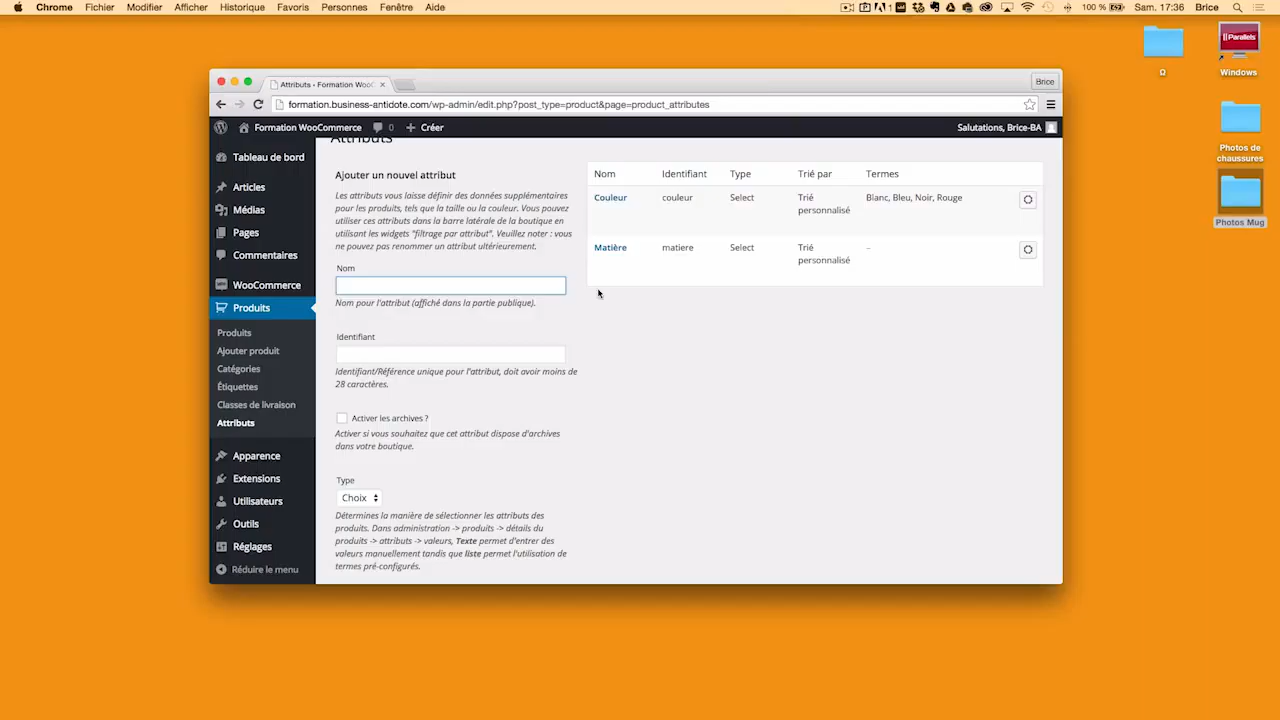 Chrome Fichier Modifier Afficher Historique Favoris Personnes Fenêtre Aide
1
100 %
Sam. 17:36 Brice
Parallels
Ω
Windows
Photos de
chaussures
Photos Mug
Attributs ‹ Formation WooC
Brice
formation.business-antidote.com/wp-admin/edit.php?post_type=product&page=product_attributes
Formation WooCommerce 0 Créer
Salutations, Brice-BA
Tableau de bord
Articles
Médias
Pages
Commentaires
WooCommerce
Produits
Produits
Ajouter produit
Catégories
Étiquettes
Classes de livraison
Attributs
Apparence
Extensions
Utilisateurs
Outils
Réglages
Réduire le menu
Attributs
Ajouter un nouvel attribut
Les attributs vous laisse définir des données supplémentaires
pour les produits, tels que la taille ou la couleur. Vous pouvez
utiliser ces attributs dans la barre latérale de la boutique en
utilisant les widgets "filtrage par attribut". Veuillez noter : vous
ne pouvez pas renommer un attribut ultérieurement.
Nom
Nom pour l'attribut (affiché dans la partie publique).
Identifiant
Identifiant/Référence unique pour l'attribut, doit avoir moins de
28 caractères.
Activer les archives ?
Activer si vous souhaitez que cet attribut dispose d'archives
dans votre boutique.
Type
Choix
Détermines la manière de sélectionner les attributs des
produits. Dans administration -> produits -> détails du
produits -> attributs -> valeurs, Texte permet d'entrer des
valeurs manuellement tandis que liste permet l'utilisation de
termes pré-configurés.
Nom Identifiant Type Trié par Termes
Couleur couleur Select Trié personnalisé Blanc, Bleu, Noir, Rouge
Matière matiere Select Trié personnalisé –